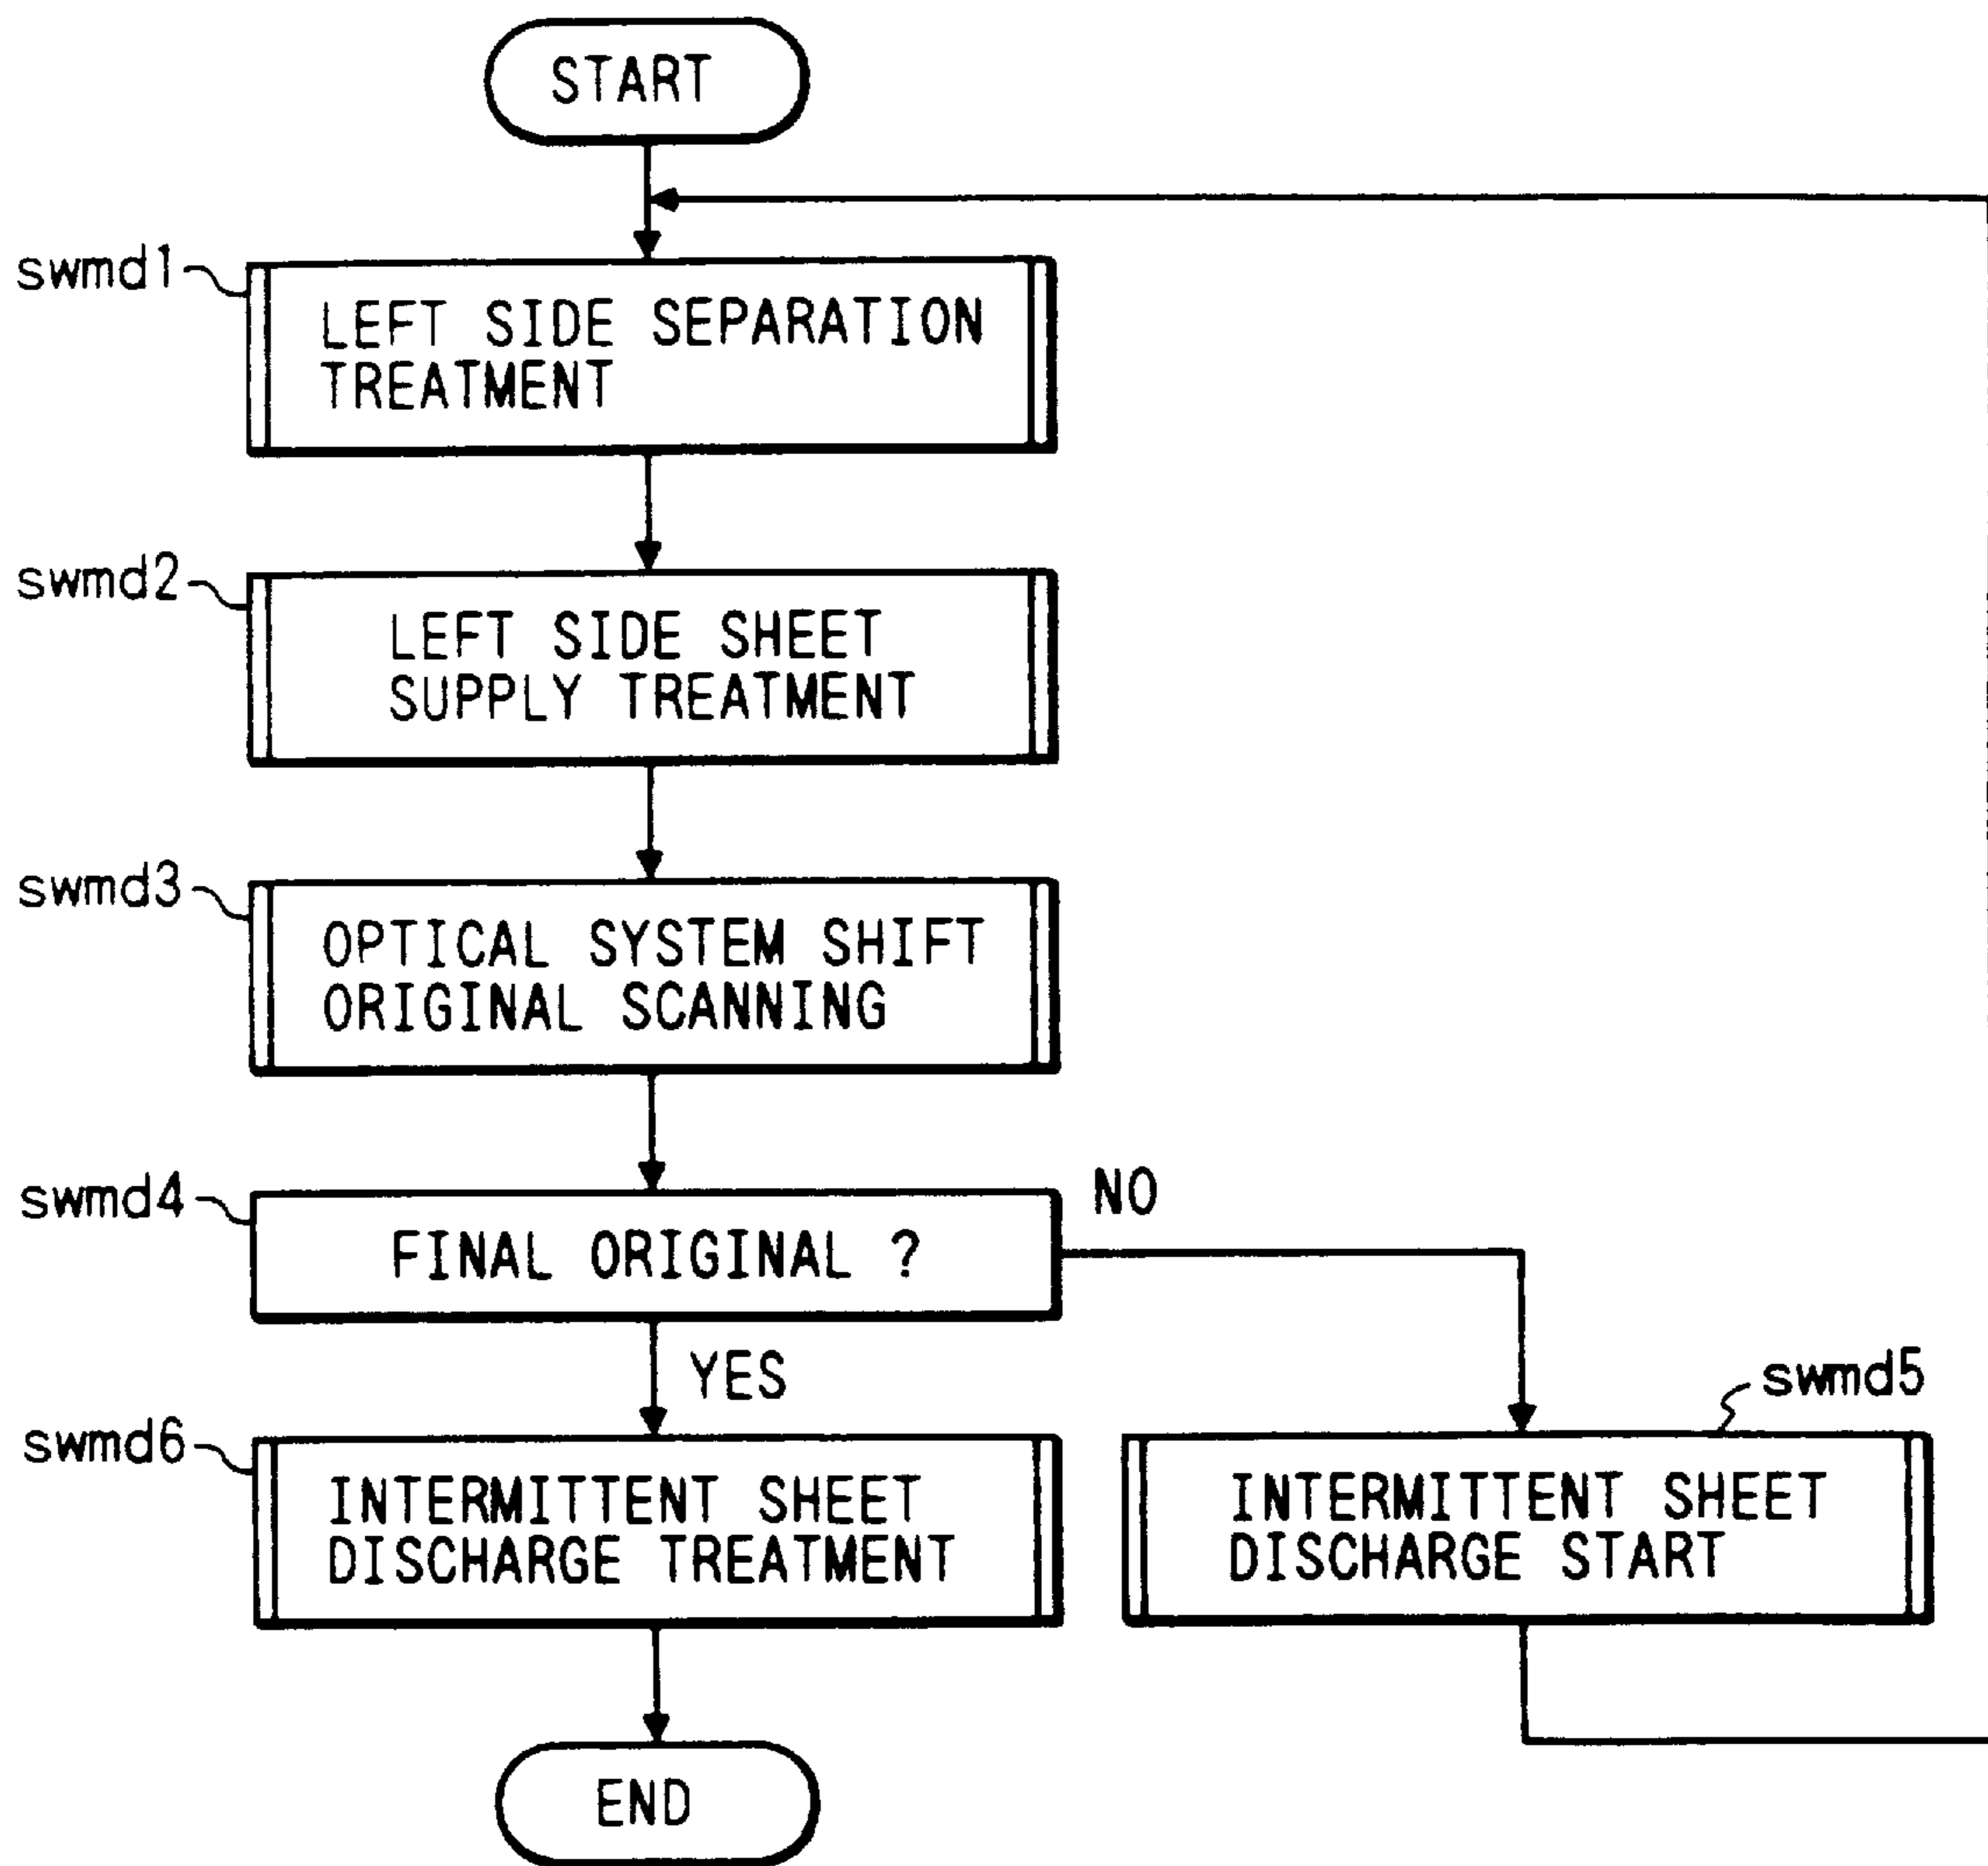 START
swmd1
LEFT SIDE SEPARATION
TREATMENT
swmd2
LEFT SIDE SHEET
SUPPLY TREATMENT
swmd3
OPTICAL SYSTEM SHIFT
ORIGINAL SCANNING
swmd4
FINAL ORIGINAL ?
NO
YES
swmd5
INTERMITTENT SHEET
DISCHARGE START
swmd6
INTERMITTENT SHEET
DISCHARGE TREATMENT
END